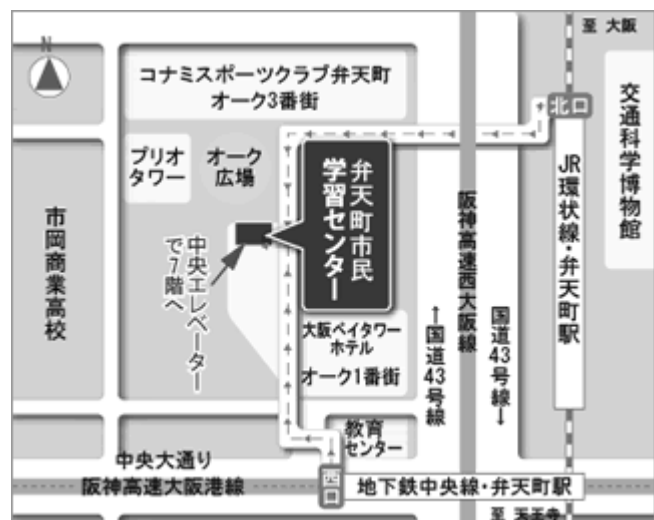 至 大阪
N
コナミスポーツクラブ弁天町
オーク3番街
北口
交通科学博物館
プリオ
タワー
オーク
広場
弁天町市民
学習センター
JR環状線・弁天町駅
阪神高速西大阪線
市岡商業高校
中央エレベーター
で7階へ
大阪ベイタワー
ホテル
オーク1番街
↑国道43号線
国道43号線↓
教育
センター
中央大通り
阪神高速大阪港線
西口
地下鉄中央線・弁天町駅
至 天王寺